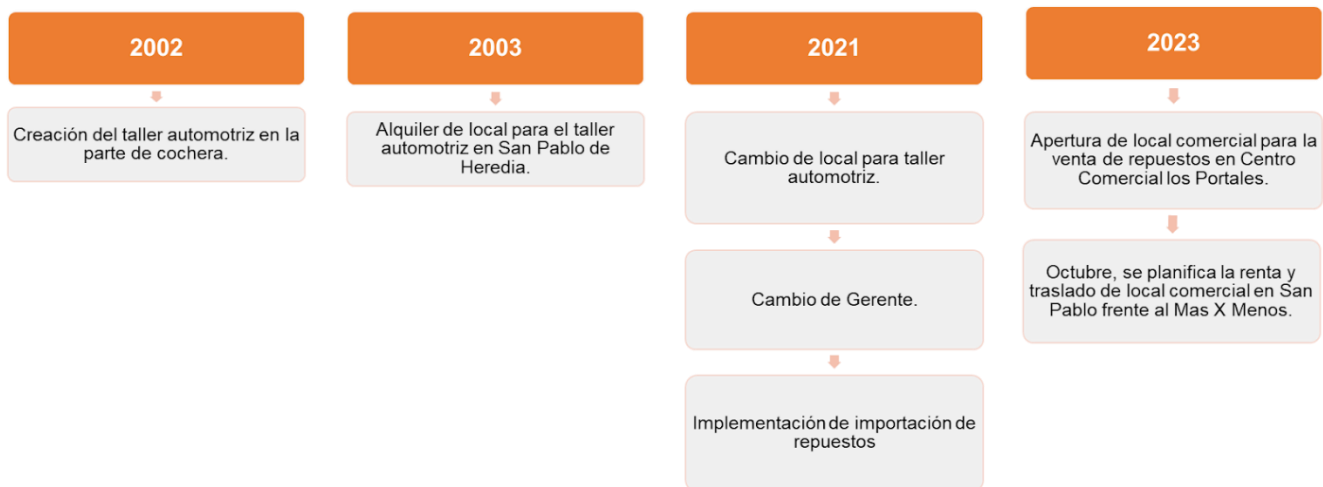 2002
Creación del taller automotriz en la
parte de cochera.
2003
Alquiler de local para el taller
automotriz en San Pablo de
Heredia.
2021
Cambio de local para taller
automotriz.
Cambio de Gerente.
Implementación de importación de
repuestos
2023
Apertura de local comercial para la
venta de repuestos en Centro
Comercial los Portales.
Octubre, se planifica la renta y
traslado de local comercial en San
Pablo frente al Mas X Menos.